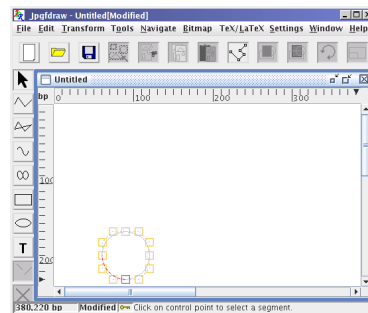 Jpgfdraw - Untitled[Modified]
File Edit Transform Tools Navigate Bitmap TeX/LaTeX Settings Window Help
Untitled
bp 0 100 200 300
100
200
T
380,220 bp Modified Click on control point to select a segment.